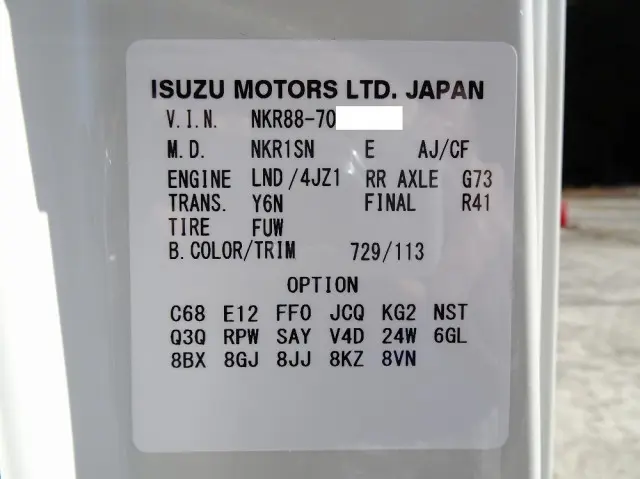 ISUZU MOTORS LTD. JAPAN
V.I.N. NKR88-70
M.D. NKR1SN E AJ/CF
ENGINE LND/4JZ1 RR AXLE G73
TRANS. Y6N FINAL R41
TIRE FUW
B.COLOR/TRIM 729/113
OPTION
C68 E12 FF0 JCQ KG2 NST
Q3Q RPW SAY V4D 24W 6GL
8BX 8GJ 8JJ 8KZ 8VN